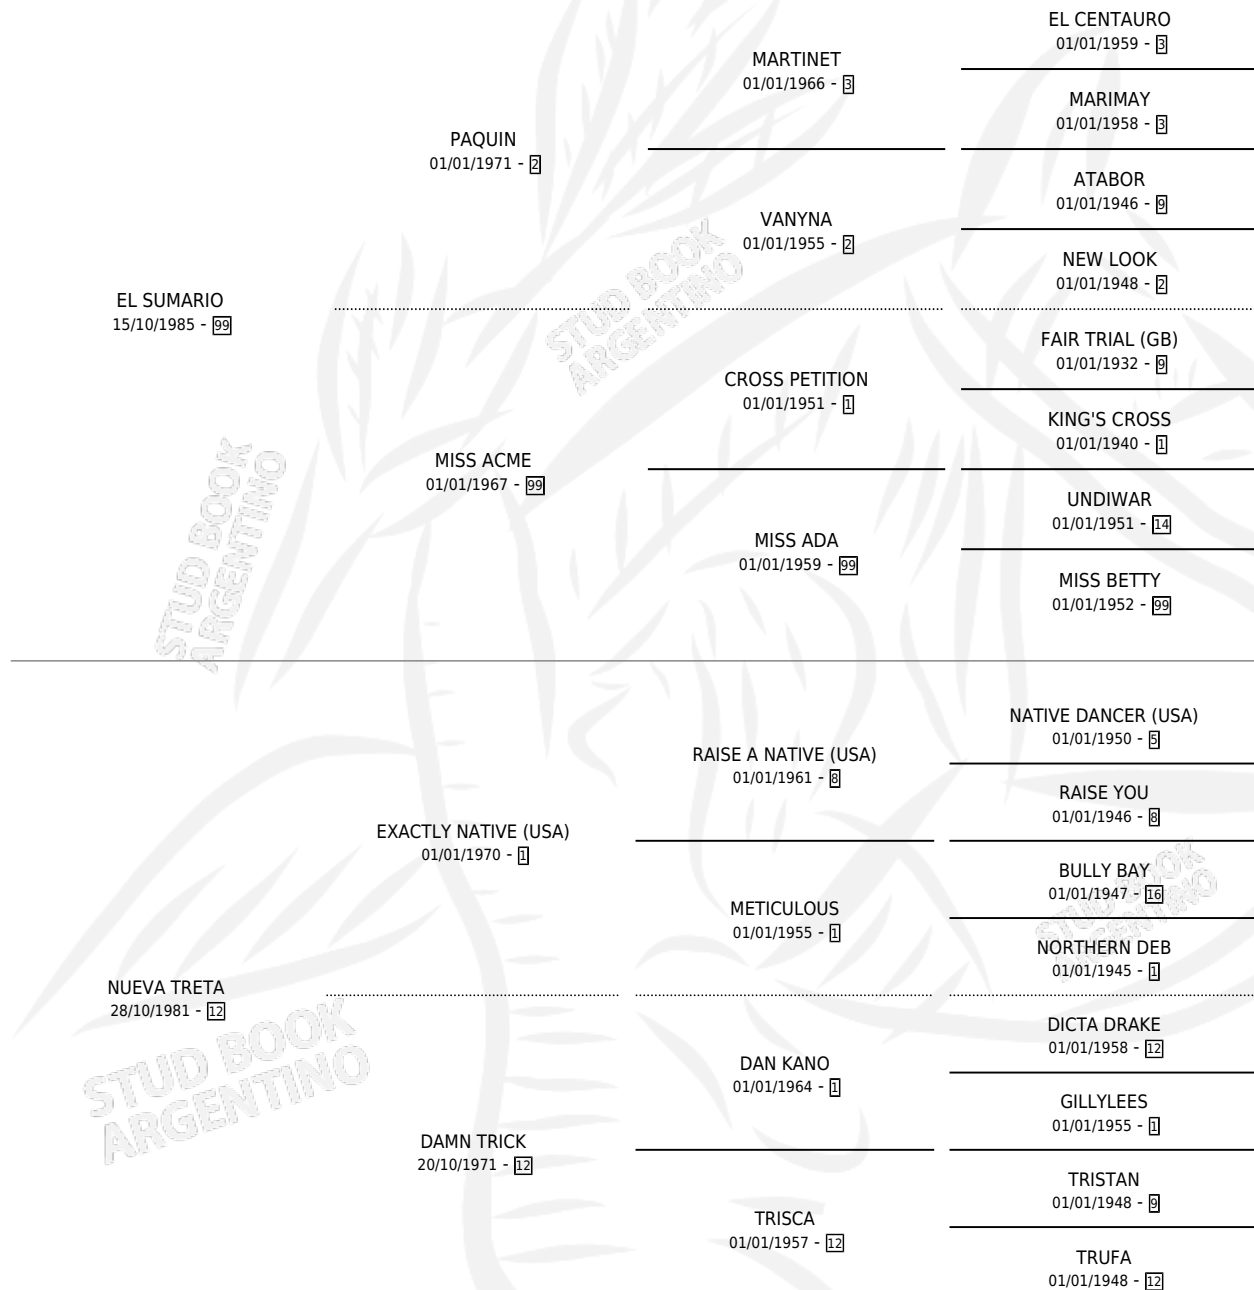 EL CENTAURO
01/01/1959 - 3
MARTINET
01/01/1966 - 3
MARIMAY
01/01/1958 - 3
PAQUIN
01/01/1971 - 2
ATABOR
01/01/1946 - 9
VANYNA
01/01/1955 - 2
NEW LOOK
01/01/1948 - 2
EL SUMARIO
15/10/1985 - 99
STUD BOOK
ARGENTINO
FAIR TRIAL (GB)
01/01/1932 - 9
CROSS PETITION
01/01/1951 - 1
KING'S CROSS
01/01/1940 - 1
MISS ACME
01/01/1967 - 99
UNDIWAR
01/01/1951 - 14
MISS ADA
01/01/1959 - 99
MISS BETTY
01/01/1952 - 99
STUD BOOK
ARGENTINO
NATIVE DANCER (USA)
01/01/1950 - 5
RAISE A NATIVE (USA)
01/01/1961 - 8
RAISE YOU
01/01/1946 - 8
EXACTLY NATIVE (USA)
01/01/1970 - 1
BULLY BAY
01/01/1947 - 16
METICULOUS
01/01/1955 - 1
STUD BOOK
ARGENTINO
NORTHERN DEB
01/01/1945 - 1
NUEVA TRETA
28/10/1981 - 12
STUD BOOK
ARGENTINO
DICTA DRAKE
01/01/1958 - 12
DAN KANO
01/01/1964 - 1
GILLYLEES
01/01/1955 - 1
DAMN TRICK
20/10/1971 - 12
TRISTAN
01/01/1948 - 9
TRISCA
01/01/1957 - 12
TRUFA
01/01/1948 - 12